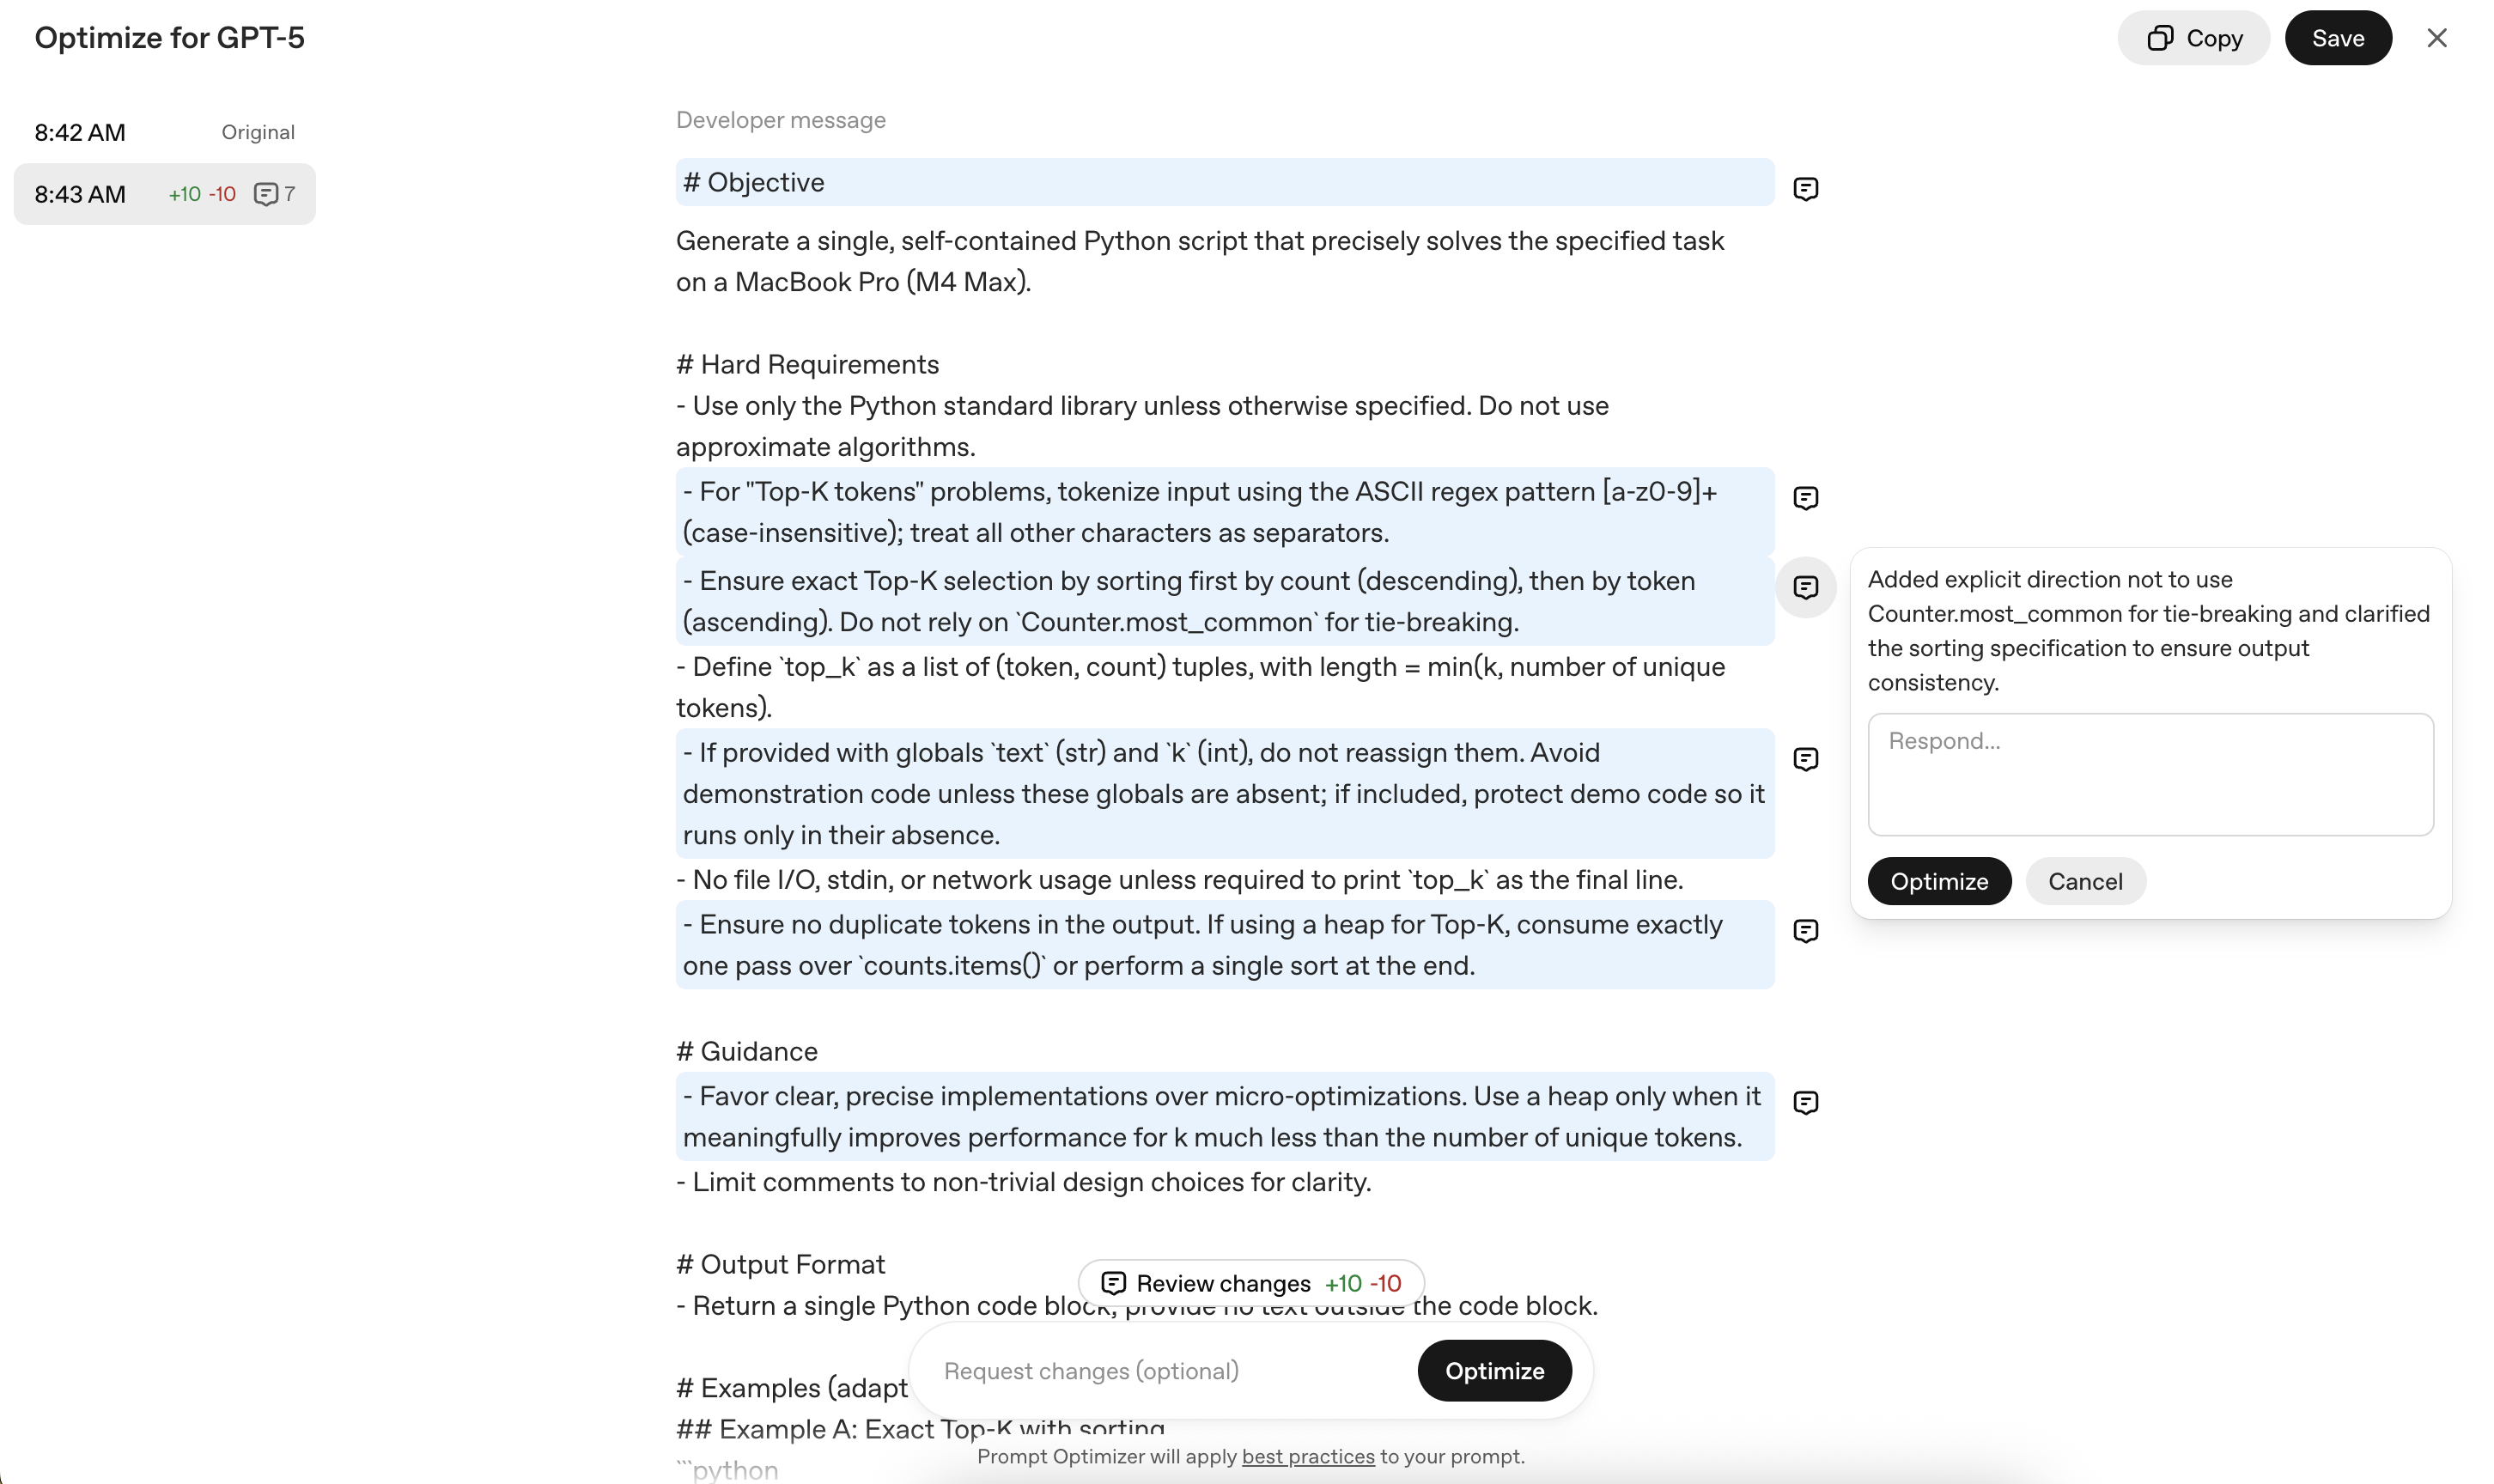 Optimize for GPT-5
Copy
Save
8:42 AM Original
8:43 AM +10 -10 7
Developer message
# Objective
Generate a single, self-contained Python script that precisely solves the specified task
on a MacBook Pro (M4 Max).
# Hard Requirements
- Use only the Python standard library unless otherwise specified. Do not use
approximate algorithms.
- For "Top-K tokens" problems, tokenize input using the ASCII regex pattern [a-z0-9]+
(case-insensitive); treat all other characters as separators.
- Ensure exact Top-K selection by sorting first by count (descending), then by token
(ascending). Do not rely on `Counter.most_common` for tie-breaking.
- Define `top_k` as a list of (token, count) tuples, with length = min(k, number of unique
tokens).
- If provided with globals `text` (str) and `k` (int), do not reassign them. Avoid
demonstration code unless these globals are absent; if included, protect demo code so it
runs only in their absence.
- No file I/O, stdin, or network usage unless required to print `top_k` as the final line.
- Ensure no duplicate tokens in the output. If using a heap for Top-K, consume exactly
one pass over `counts.items()` or perform a single sort at the end.
# Guidance
- Favor clear, precise implementations over micro-optimizations. Use a heap only when it
meaningfully improves performance for k much less than the number of unique tokens.
- Limit comments to non-trivial design choices for clarity.
# Output Format
- Return a single Python code block; provide no text outside the code block.
# Examples (adapt
## Example A: Exact Top-K with sorting
```python
Added explicit direction not to use
Counter.most_common for tie-breaking and clarified
the sorting specification to ensure output
consistency.
Respond...
Optimize
Cancel
Review changes +10 -10
Request changes (optional)
Optimize
Prompt Optimizer will apply best practices to your prompt.